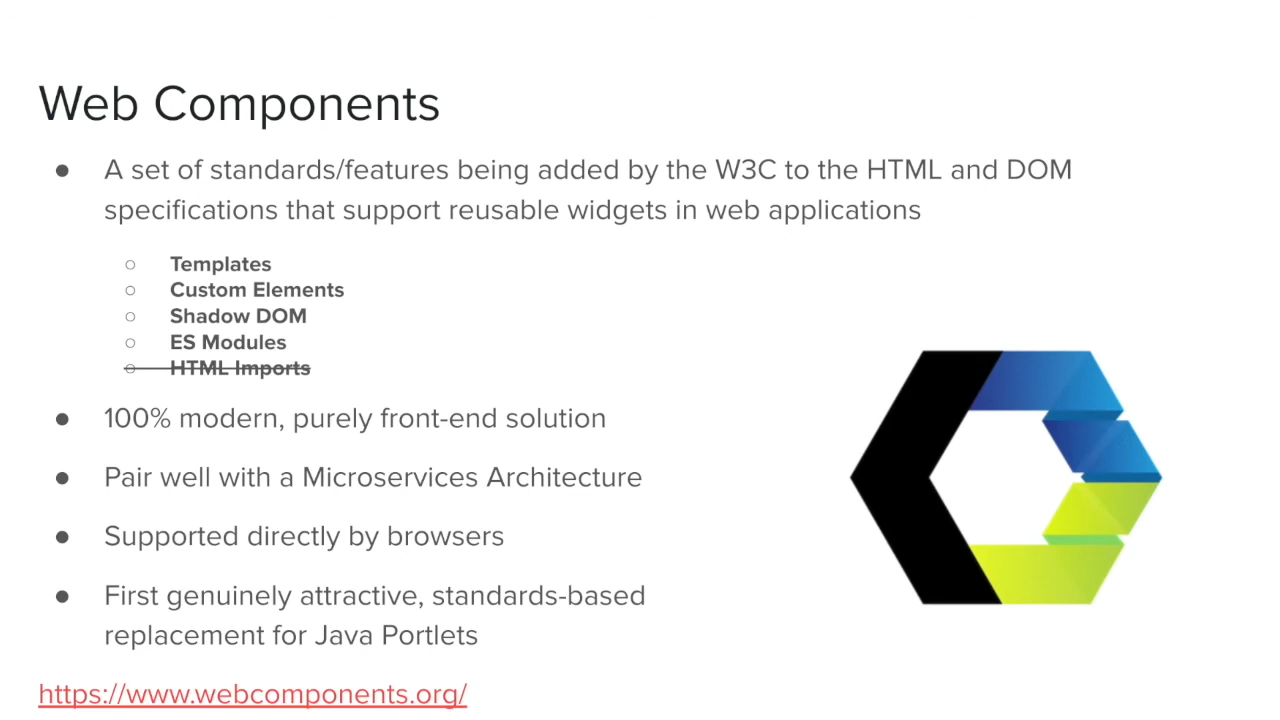 Web Components
● A set of standards/features being added by the W3C to the HTML and DOM
specifications that support reusable widgets in web applications
○ Templates
○ Custom Elements
○ Shadow DOM
○ ES Modules
○ HTML Imports
● 100% modern, purely front-end solution
● Pair well with a Microservices Architecture
● Supported directly by browsers
● First genuinely attractive, standards-based
replacement for Java Portlets
https://www.webcomponents.org/